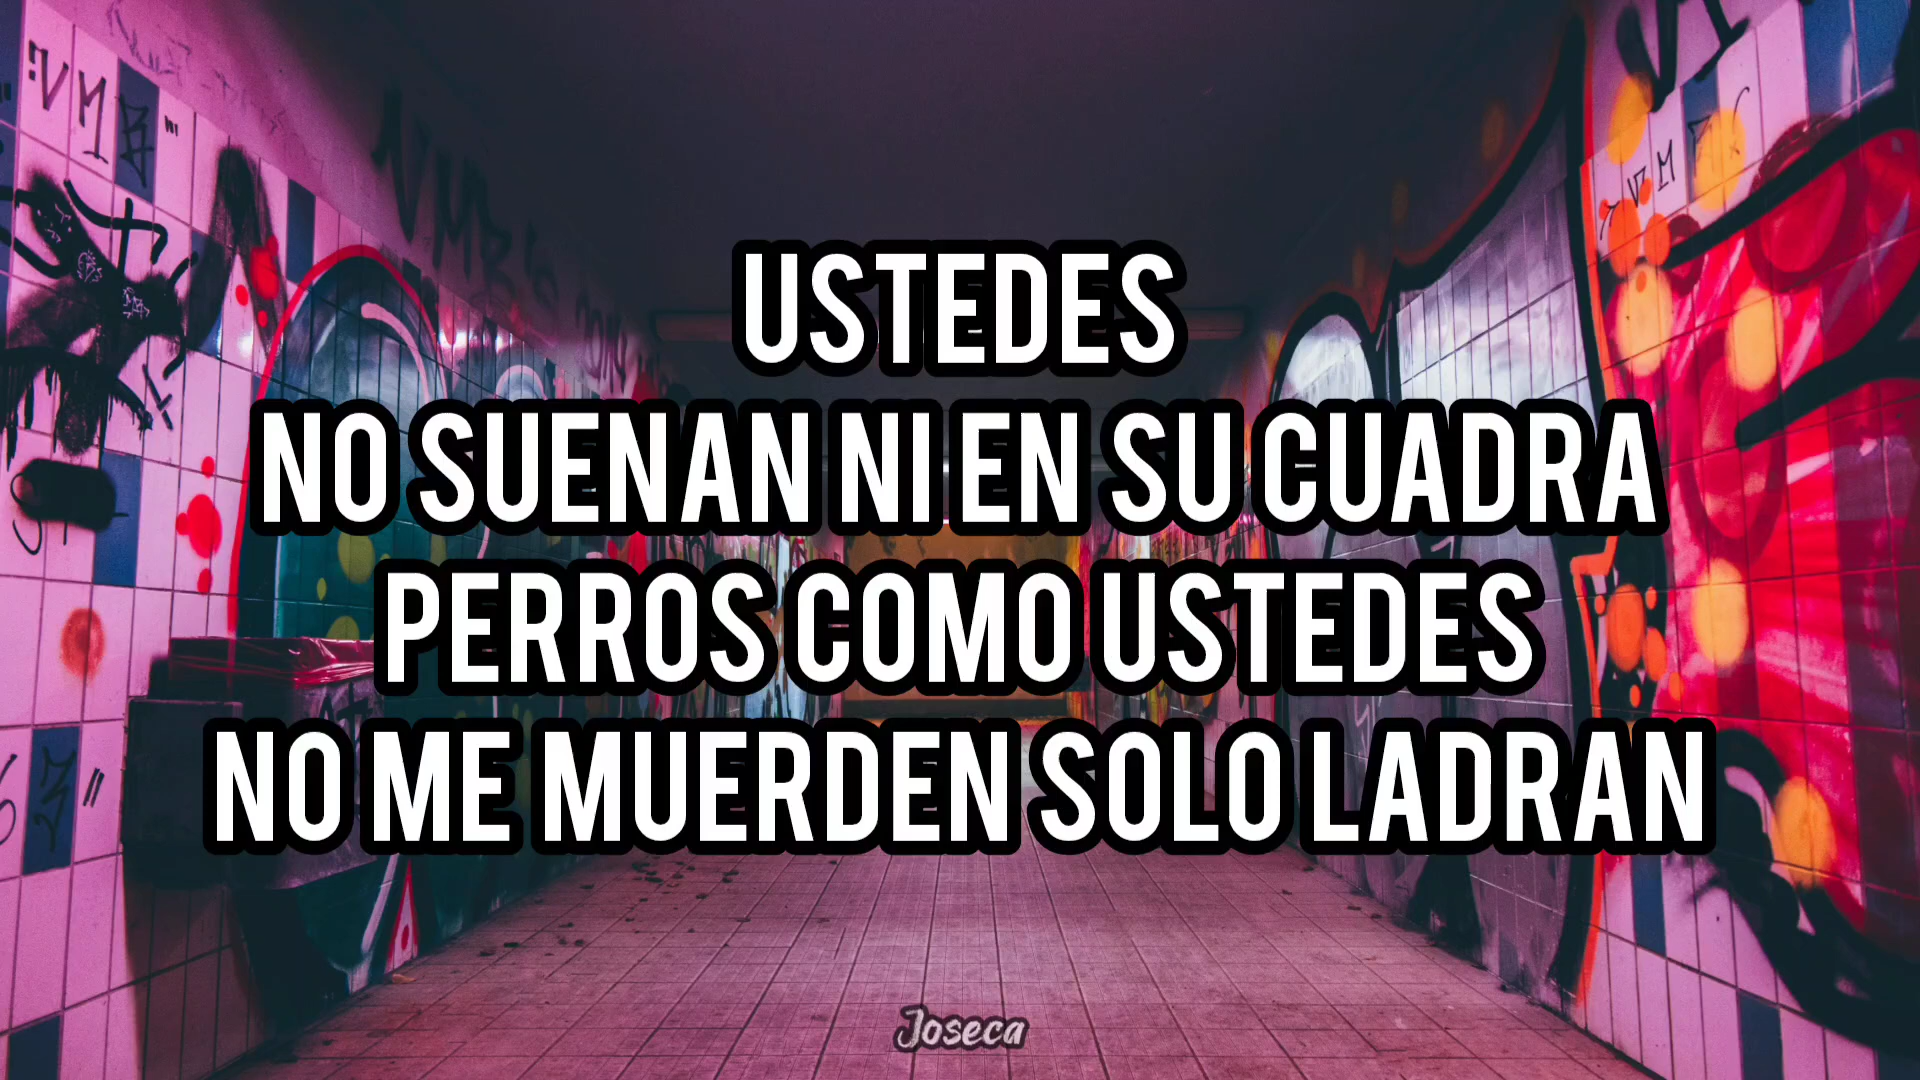 USTEDES
NO SUENAN NI EN SU CUADRA
PERROS COMO USTEDES
NO ME MUERDEN SOLO LADRAN
Joseca